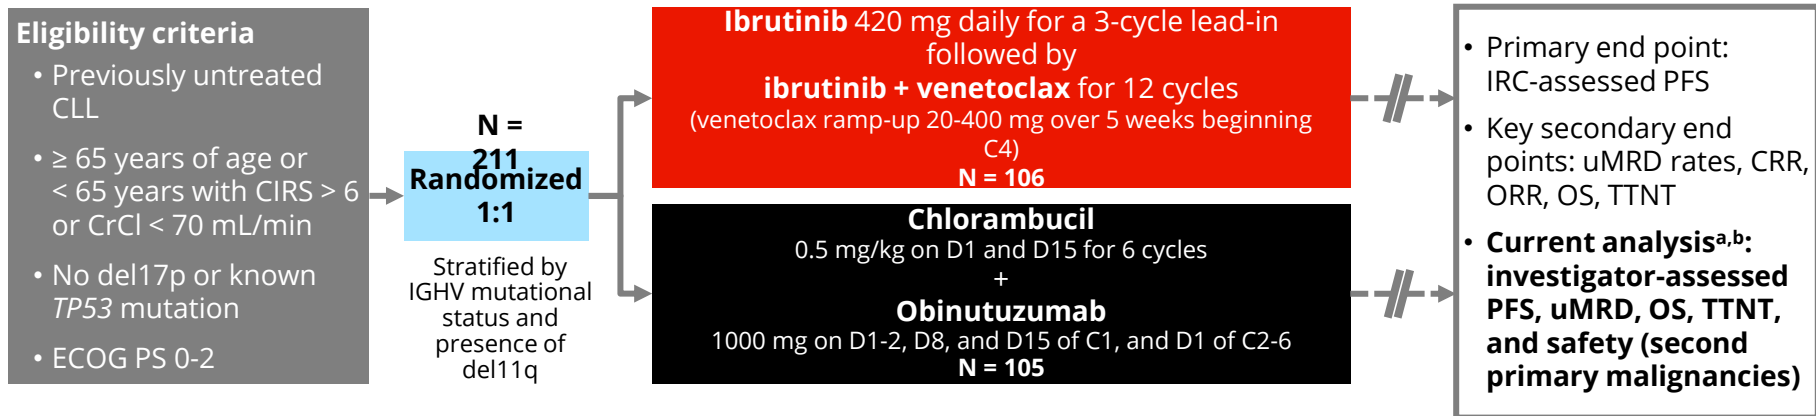 Eligibility criteria
• Previously untreated
CLL
• ≥ 65 years of age or
< 65 years with CIRS > 6
or CrCl < 70 mL/min
• No del17p or known
TP53 mutation
• ECOG PS 0-2
N =
211
Randomized
1:1
Stratified by
IGHV mutational
status and
presence of
del11q
Ibrutinib 420 mg daily for a 3-cycle lead-in
followed by
ibrutinib + venetoclax for 12 cycles
(venetoclax ramp-up 20-400 mg over 5 weeks beginning
C4)
N = 106
Chlorambucil
0.5 mg/kg on D1 and D15 for 6 cycles
+
Obinutuzumab
1000 mg on D1-2, D8, and D15 of C1, and D1 of C2-6
N = 105
• Primary end point:
IRC-assessed PFS
• Key secondary end
points: uMRD rates, CRR,
ORR, OS, TTNT
• Current analysisa,b:
investigator-assessed
PFS, uMRD, OS, TTNT,
and safety (second
primary malignancies)